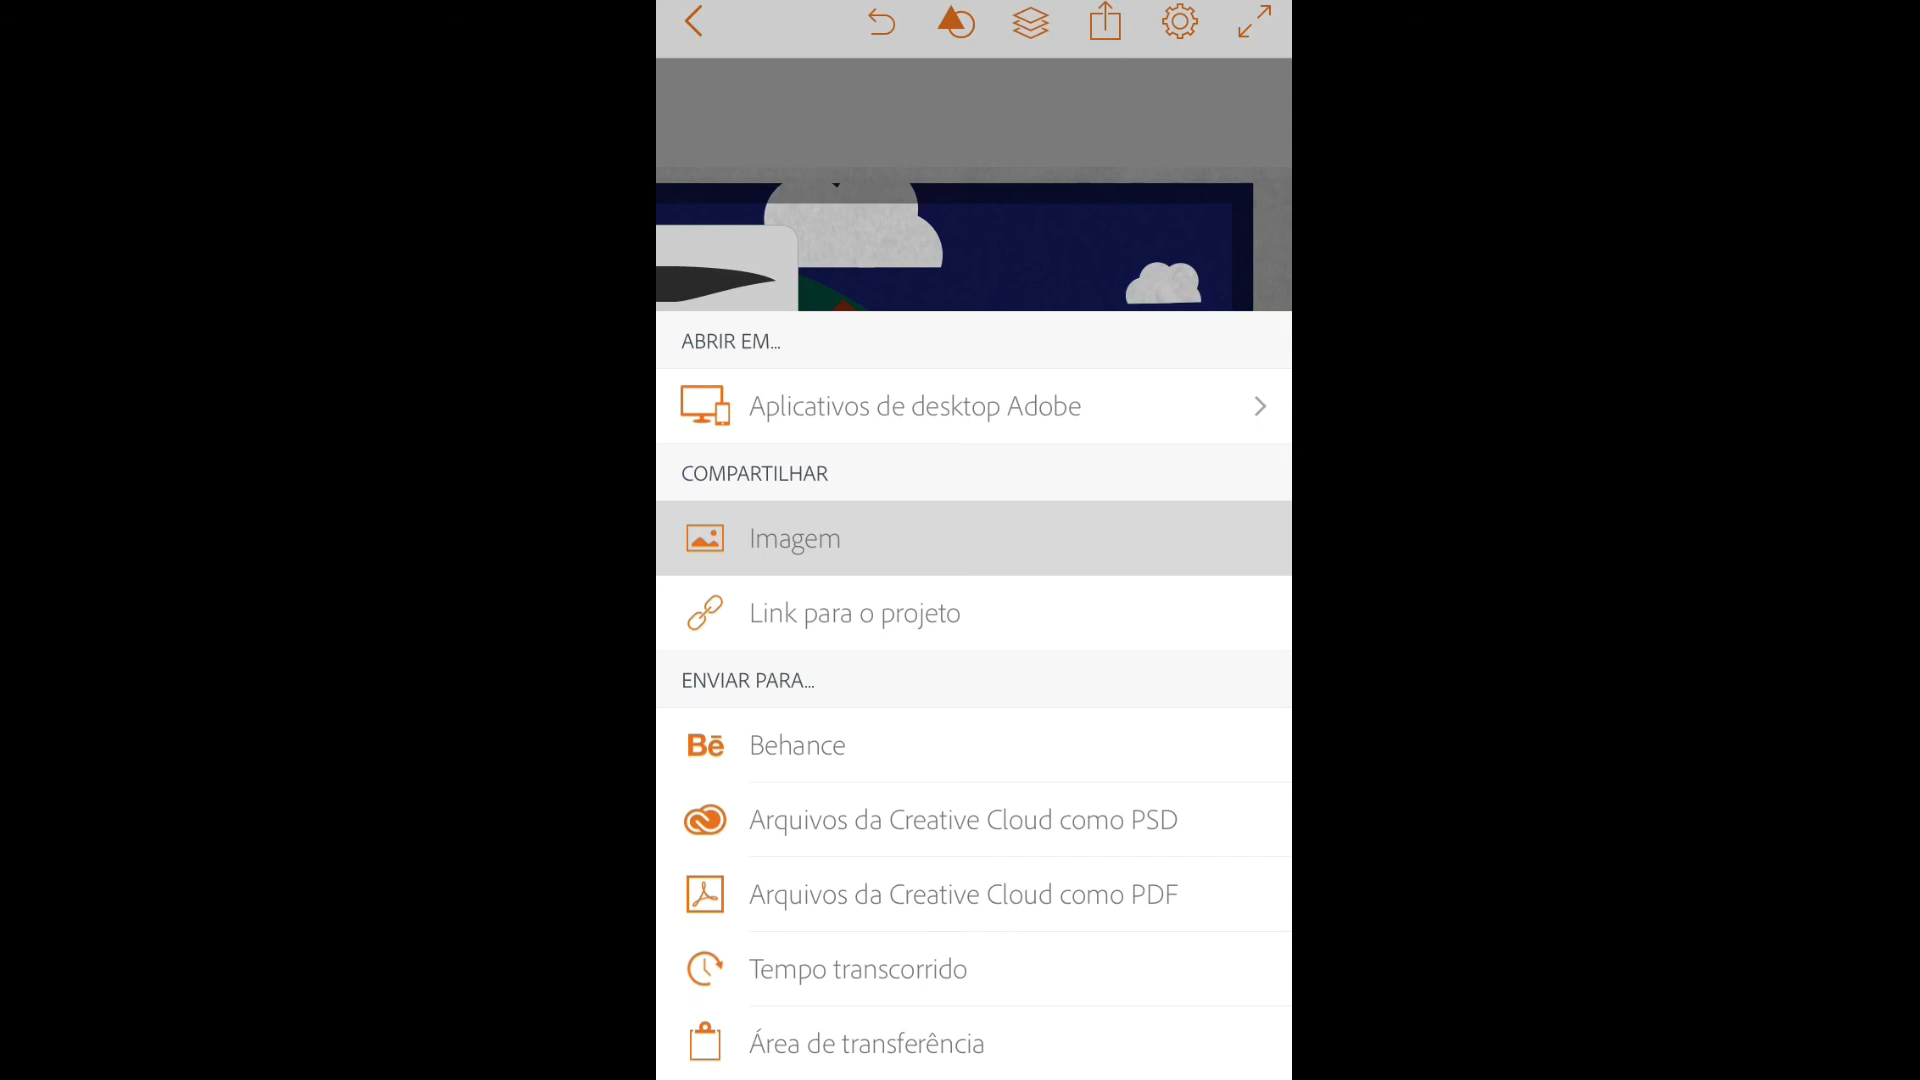 ABRIR EM...
Aplicativos de desktop Adobe
COMPARTILHAR
Imagem
Link para o projeto
ENVIAR PARA...
Bē Behance
Arquivos da Creative Cloud como PSD
Arquivos da Creative Cloud como PDF
Tempo transcorrido
Área de transferência